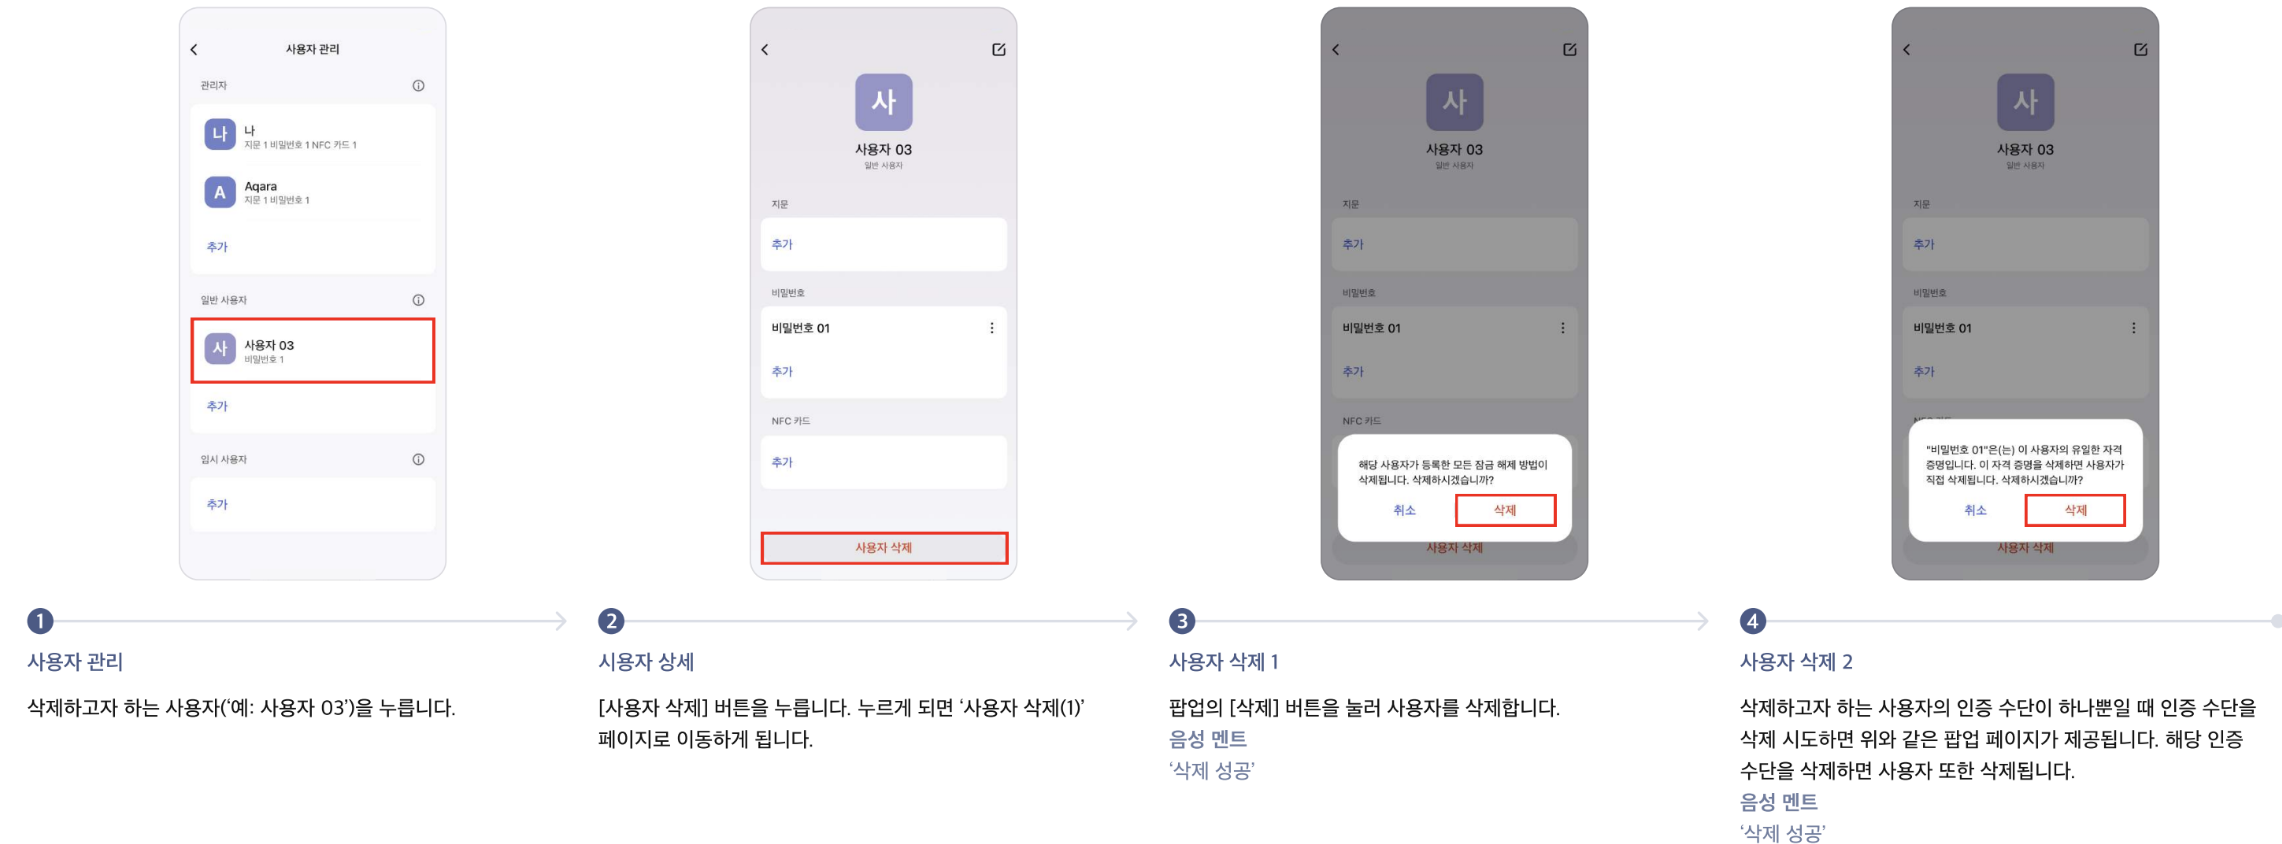 사용자 관리
관리자
나
나
지문 1 비밀번호 1 NFC 카드 1
A
Aqara
지문 1 비밀번호 1
추가
일반 사용자
사
사용자 03
비밀번호 1
추가
임시 사용자
추가
사
사용자 03
일반 사용자
지문
추가
비밀번호
비밀번호 01
추가
NFC 카드
추가
사용자 삭제
사
사용자 03
일반 사용자
지문
추가
비밀번호
비밀번호 01
추가
NFC 카드
해당 사용자가 등록한 모든 잠금 해제 방법이
삭제됩니다. 삭제하시겠습니까?
취소
삭제
사용자 삭제
사
사용자 03
일반 사용자
지문
추가
비밀번호
비밀번호 01
추가
"비밀번호 01"은(는) 이 사용자의 유일한 자격
증명입니다. 이 자격 증명을 삭제하면 사용자가
직접 삭제됩니다. 삭제하시겠습니까?
취소
삭제
사용자 삭제
1
사용자 관리
삭제하고자 하는 사용자(‘예: 사용자 03’)을 누릅니다.
2
시용자 상세
[사용자 삭제] 버튼을 누릅니다. 누르게 되면 ‘사용자 삭제(1)’
페이지로 이동하게 됩니다.
3
사용자 삭제 1
팝업의 [삭제] 버튼을 눌러 사용자를 삭제합니다.
음성 멘트
‘삭제 성공’
4
사용자 삭제 2
삭제하고자 하는 사용자의 인증 수단이 하나뿐일 때 인증 수단을
삭제 시도하면 위와 같은 팝업 페이지가 제공됩니다. 해당 인증
수단을 삭제하면 사용자 또한 삭제됩니다.
음성 멘트
‘삭제 성공’